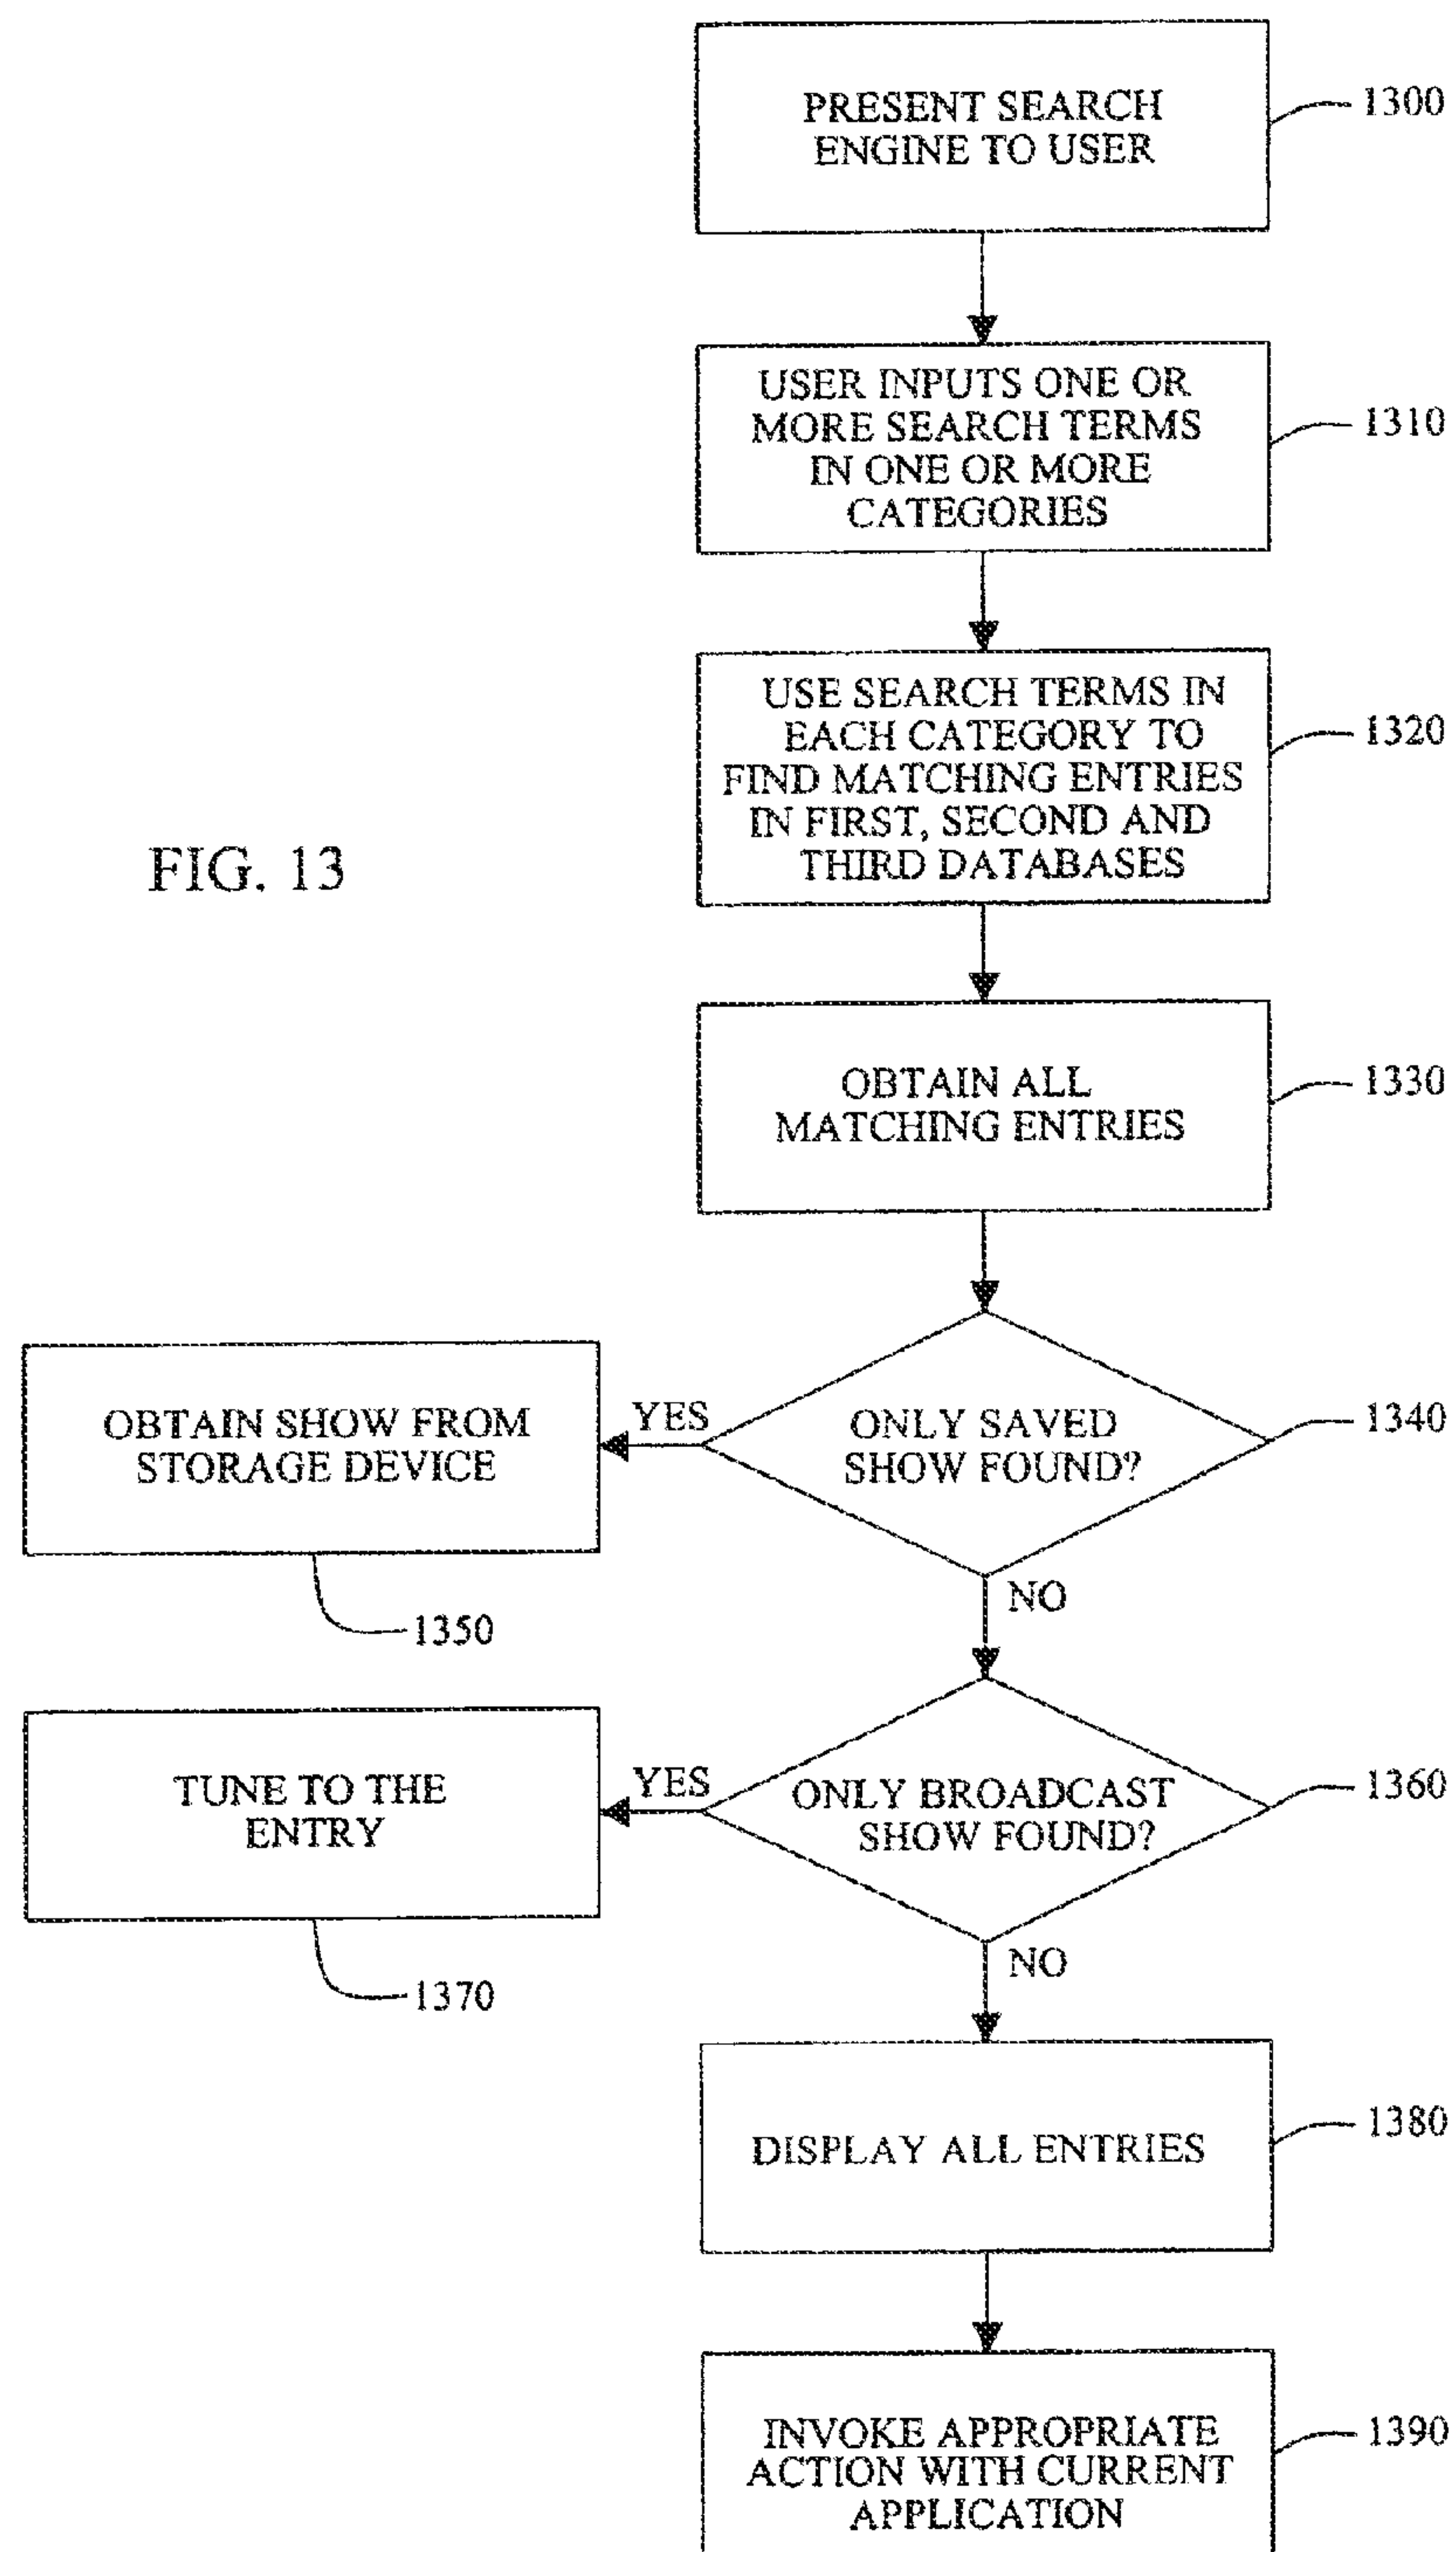 PRESENT SEARCH
ENGINE TO USER
1300
USER INPUTS ONE OR
MORE SEARCH TERMS
IN ONE OR MORE
CATEGORIES
1310
USE SEARCH TERMS IN
EACH CATEGORY TO
FIND MATCHING ENTRIES
IN FIRST, SECOND AND
THIRD DATABASES
1320
FIG. 13
OBTAIN ALL
MATCHING ENTRIES
1330
ONLY SAVED
SHOW FOUND?
1340
YES
OBTAIN SHOW FROM
STORAGE DEVICE
1350
NO
ONLY BROADCAST
SHOW FOUND?
1360
YES
TUNE TO THE
ENTRY
1370
NO
DISPLAY ALL ENTRIES
1380
INVOKE APPROPRIATE
ACTION WITH CURRENT
APPLICATION
1390